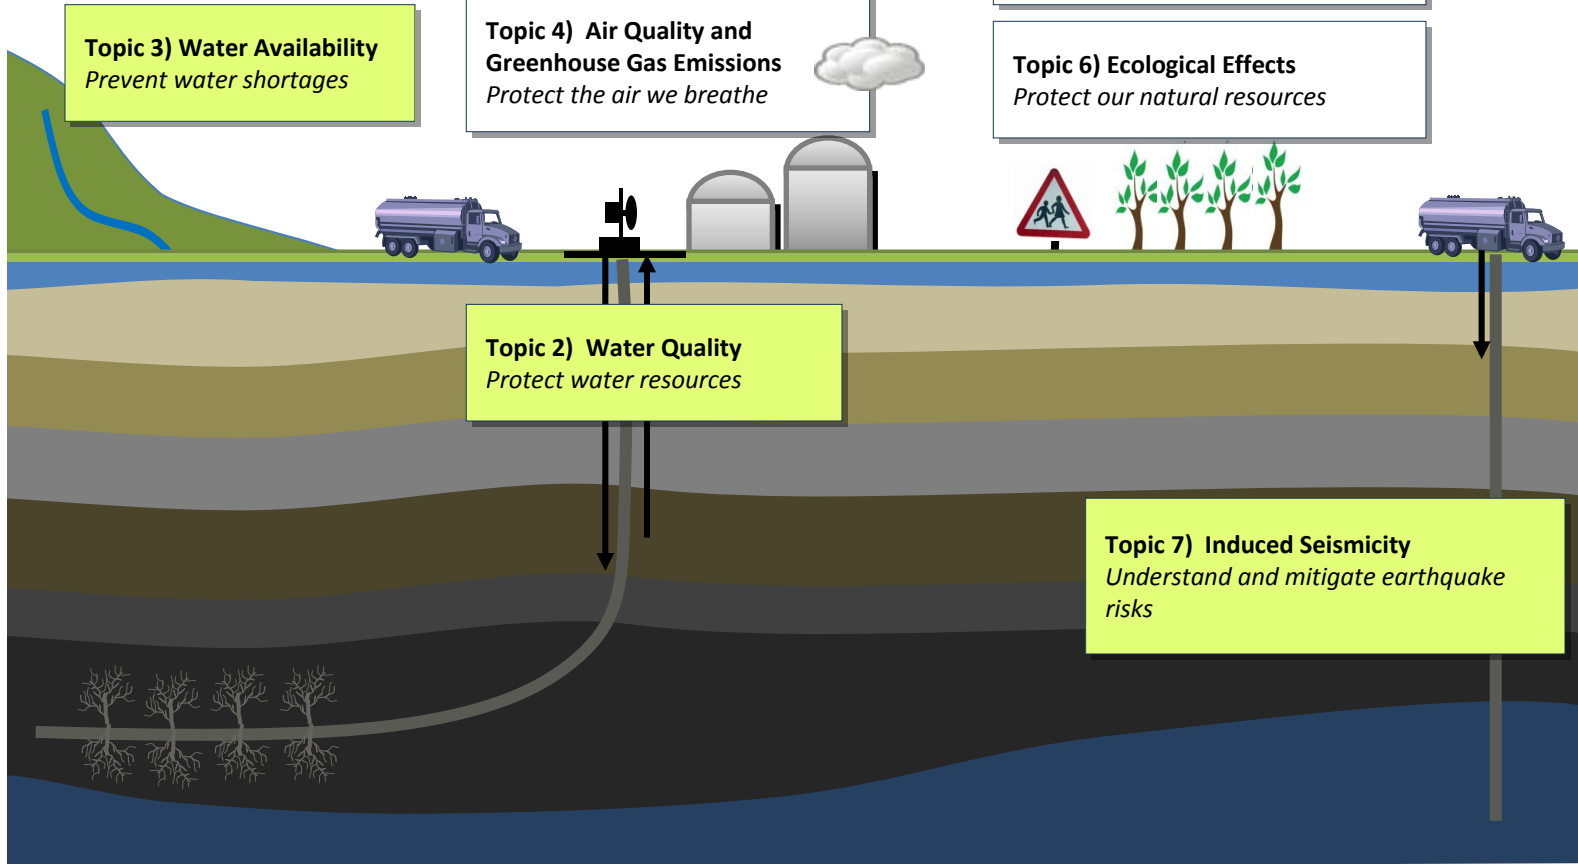 Topic 3) Water Availability
Prevent water shortages
Topic 4)  Air Quality and
Greenhouse Gas Emissions
Protect the air we breathe
Topic 6) Ecological Effects
Protect our natural resources
Topic 2)  Water Quality
Protect water resources
Topic 7)  Induced Seismicity
Understand and mitigate earthquake
risks